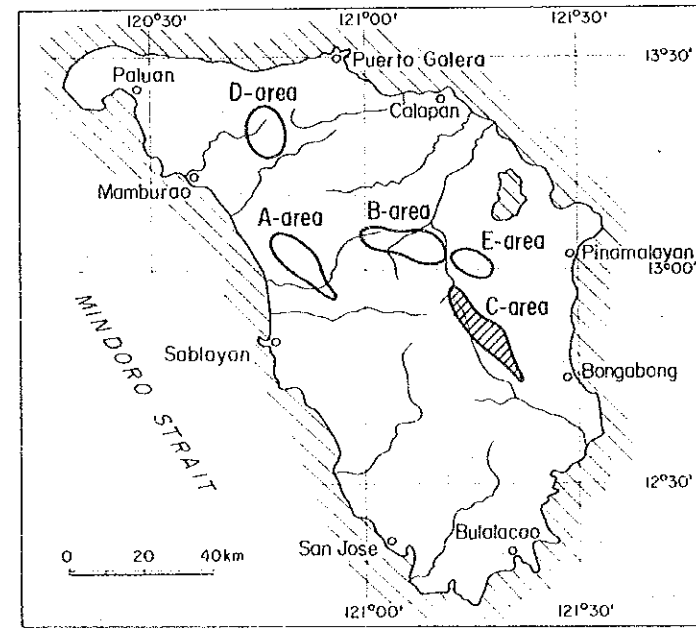 120°30' 121°00' 121°30'
13°30'
Puerto Galera
Paluan
D-area
Calapan
Mamburao
A-area
B-area
E-area
Pinamalayan
13°00'
C-area
MINDORO STRAIT
Sablayan
Bongabong
12°30'
0 20 40km
San Jose
Bulalacao
121°00' 121°30'